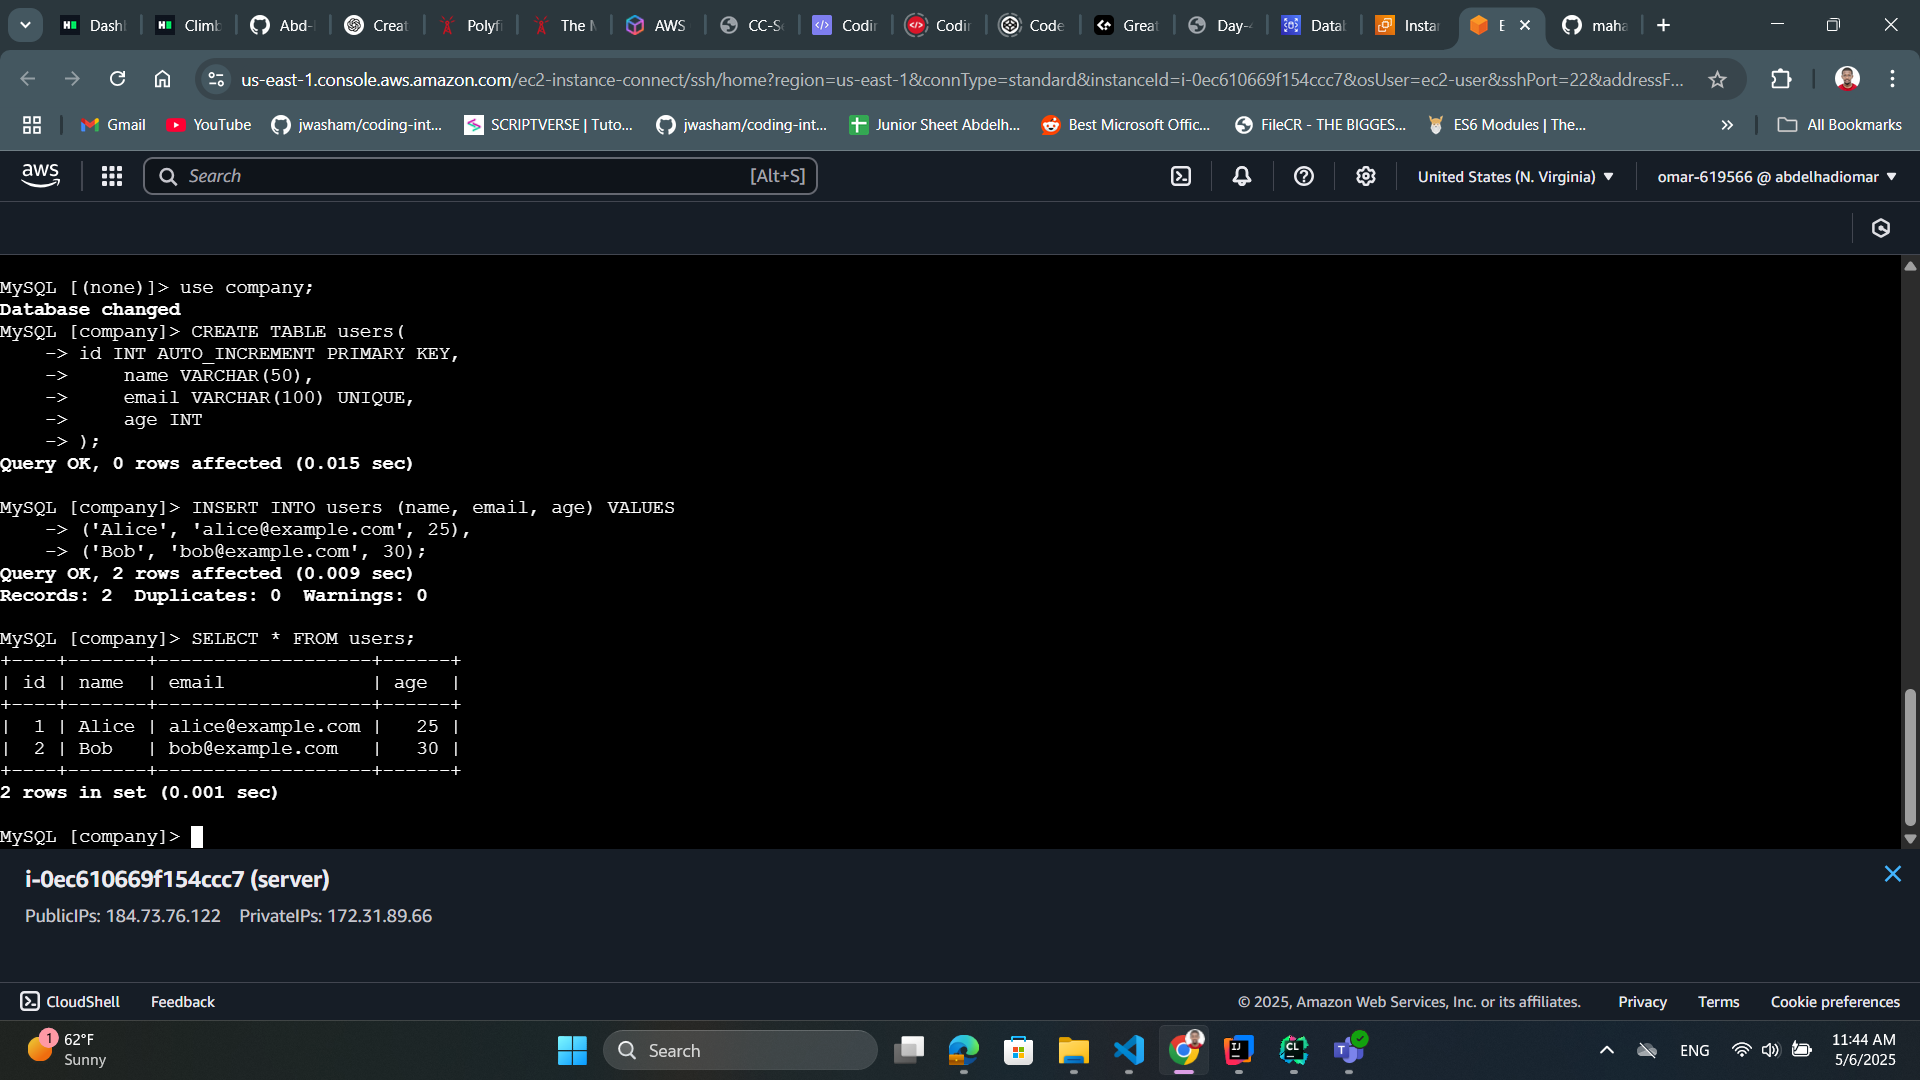 Dash
Climb
Abd-
Creat
Polyfi
The M
AWS
CC-Se
Codin
Codin
Code
Great
Day-4
Datab
Instan
E
maha
us-east-1.console.aws.amazon.com/ec2-instance-connect/ssh/home?region=us-east-1&connType=standard&instanceId=i-0ec610669f154ccc7&osUser=ec2-user&sshPort=22&addressF...
Gmail
YouTube
jwasham/coding-int...
SCRIPTVERSE | Tuto...
jwasham/coding-int...
Junior Sheet Abdelh...
Best Microsoft Offic...
FileCR - THE BIGGES...
ES6 Modules | The...
All Bookmarks
aws
Search
[Alt+S]
United States (N. Virginia)
omar-619566 @ abdelhadiomar
MySQL [(none)]> use company;
Database changed
MySQL [company]> CREATE TABLE users(
    -> id INT AUTO_INCREMENT PRIMARY KEY,
    ->     name VARCHAR(50),
    ->     email VARCHAR(100) UNIQUE,
    ->     age INT
    -> );
Query OK, 0 rows affected (0.015 sec)
MySQL [company]> INSERT INTO users (name, email, age) VALUES
    -> ('Alice', 'alice@example.com', 25),
    -> ('Bob', 'bob@example.com', 30);
Query OK, 2 rows affected (0.009 sec)
Records: 2  Duplicates: 0  Warnings: 0
MySQL [company]> SELECT * FROM users;
+----+-------+-------------------+------+
| id | name  | email             | age  |
+----+-------+-------------------+------+
|  1 | Alice | alice@example.com |   25 |
|  2 | Bob   | bob@example.com   |   30 |
+----+-------+-------------------+------+
2 rows in set (0.001 sec)
MySQL [company]>
i-0ec610669f154ccc7 (server)
PublicIPs: 184.73.76.122    PrivateIPs: 172.31.89.66
CloudShell
Feedback
© 2025, Amazon Web Services, Inc. or its affiliates.
Privacy
Terms
Cookie preferences
1
62°F
Sunny
Search
ENG
11:44 AM
5/6/2025